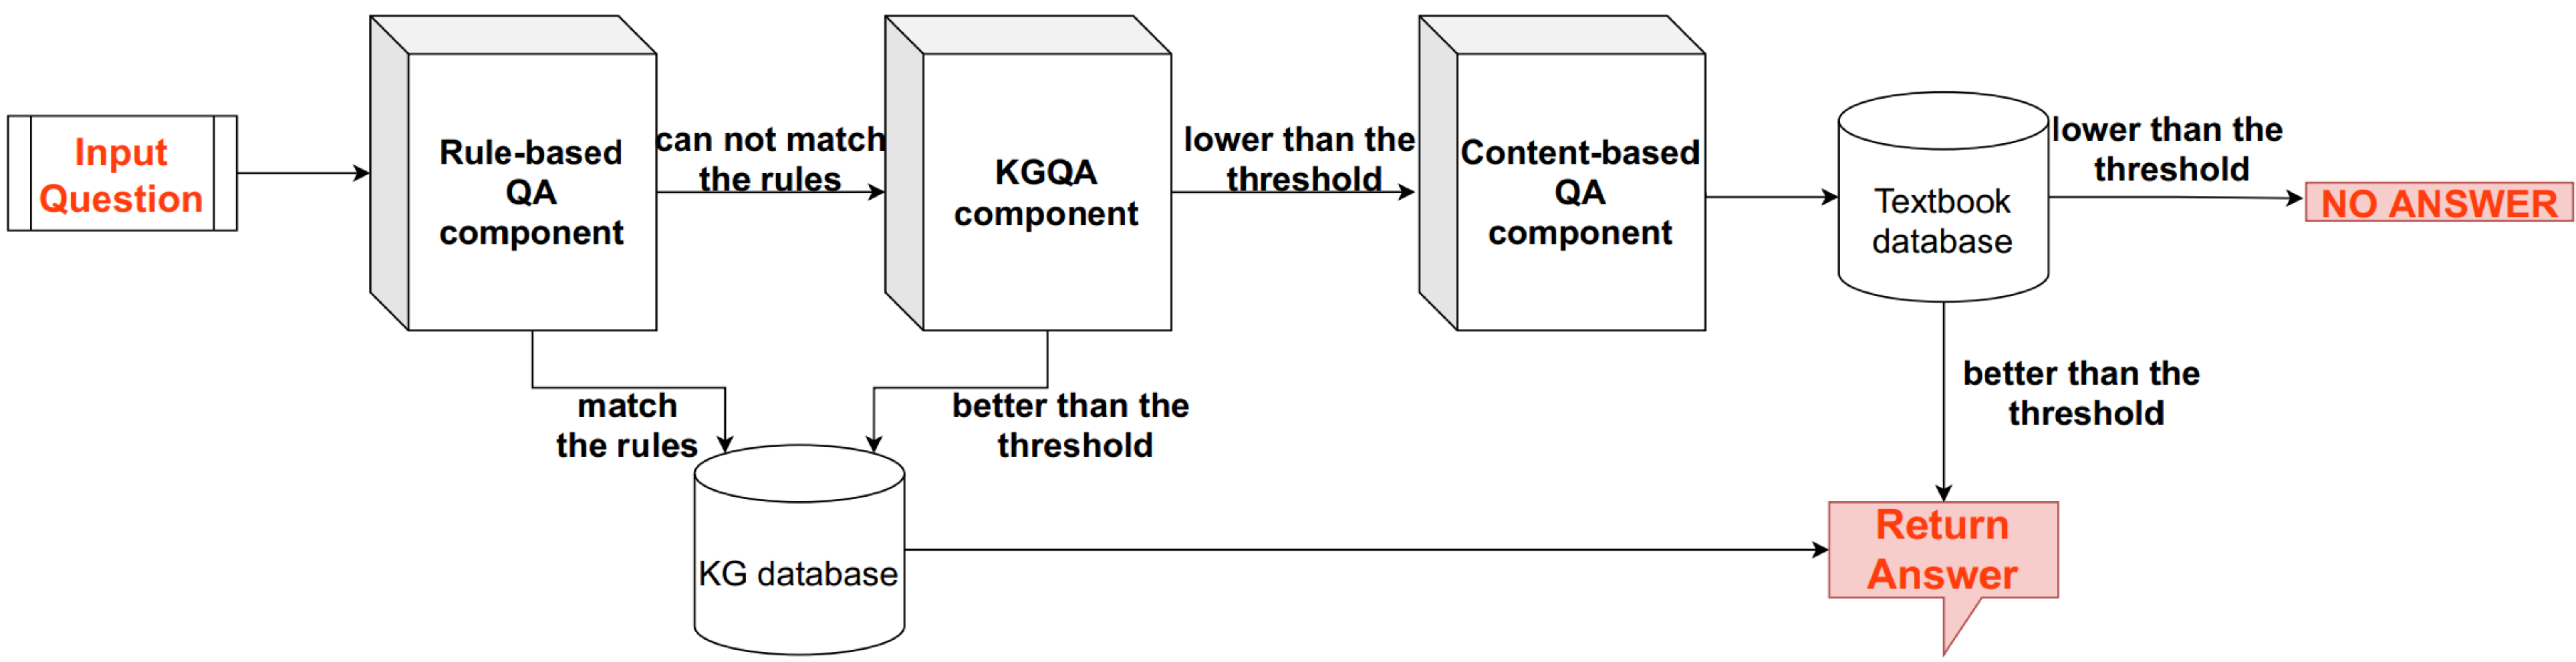 Input
Question
Rule-based
QA
component
can not match
the rules
KGQA
component
lower than the
threshold
Content-based
QA
component
Textbook
database
lower than the
threshold
NO ANSWER
match
the rules
better than the
threshold
better than the
threshold
KG database
Return
Answer